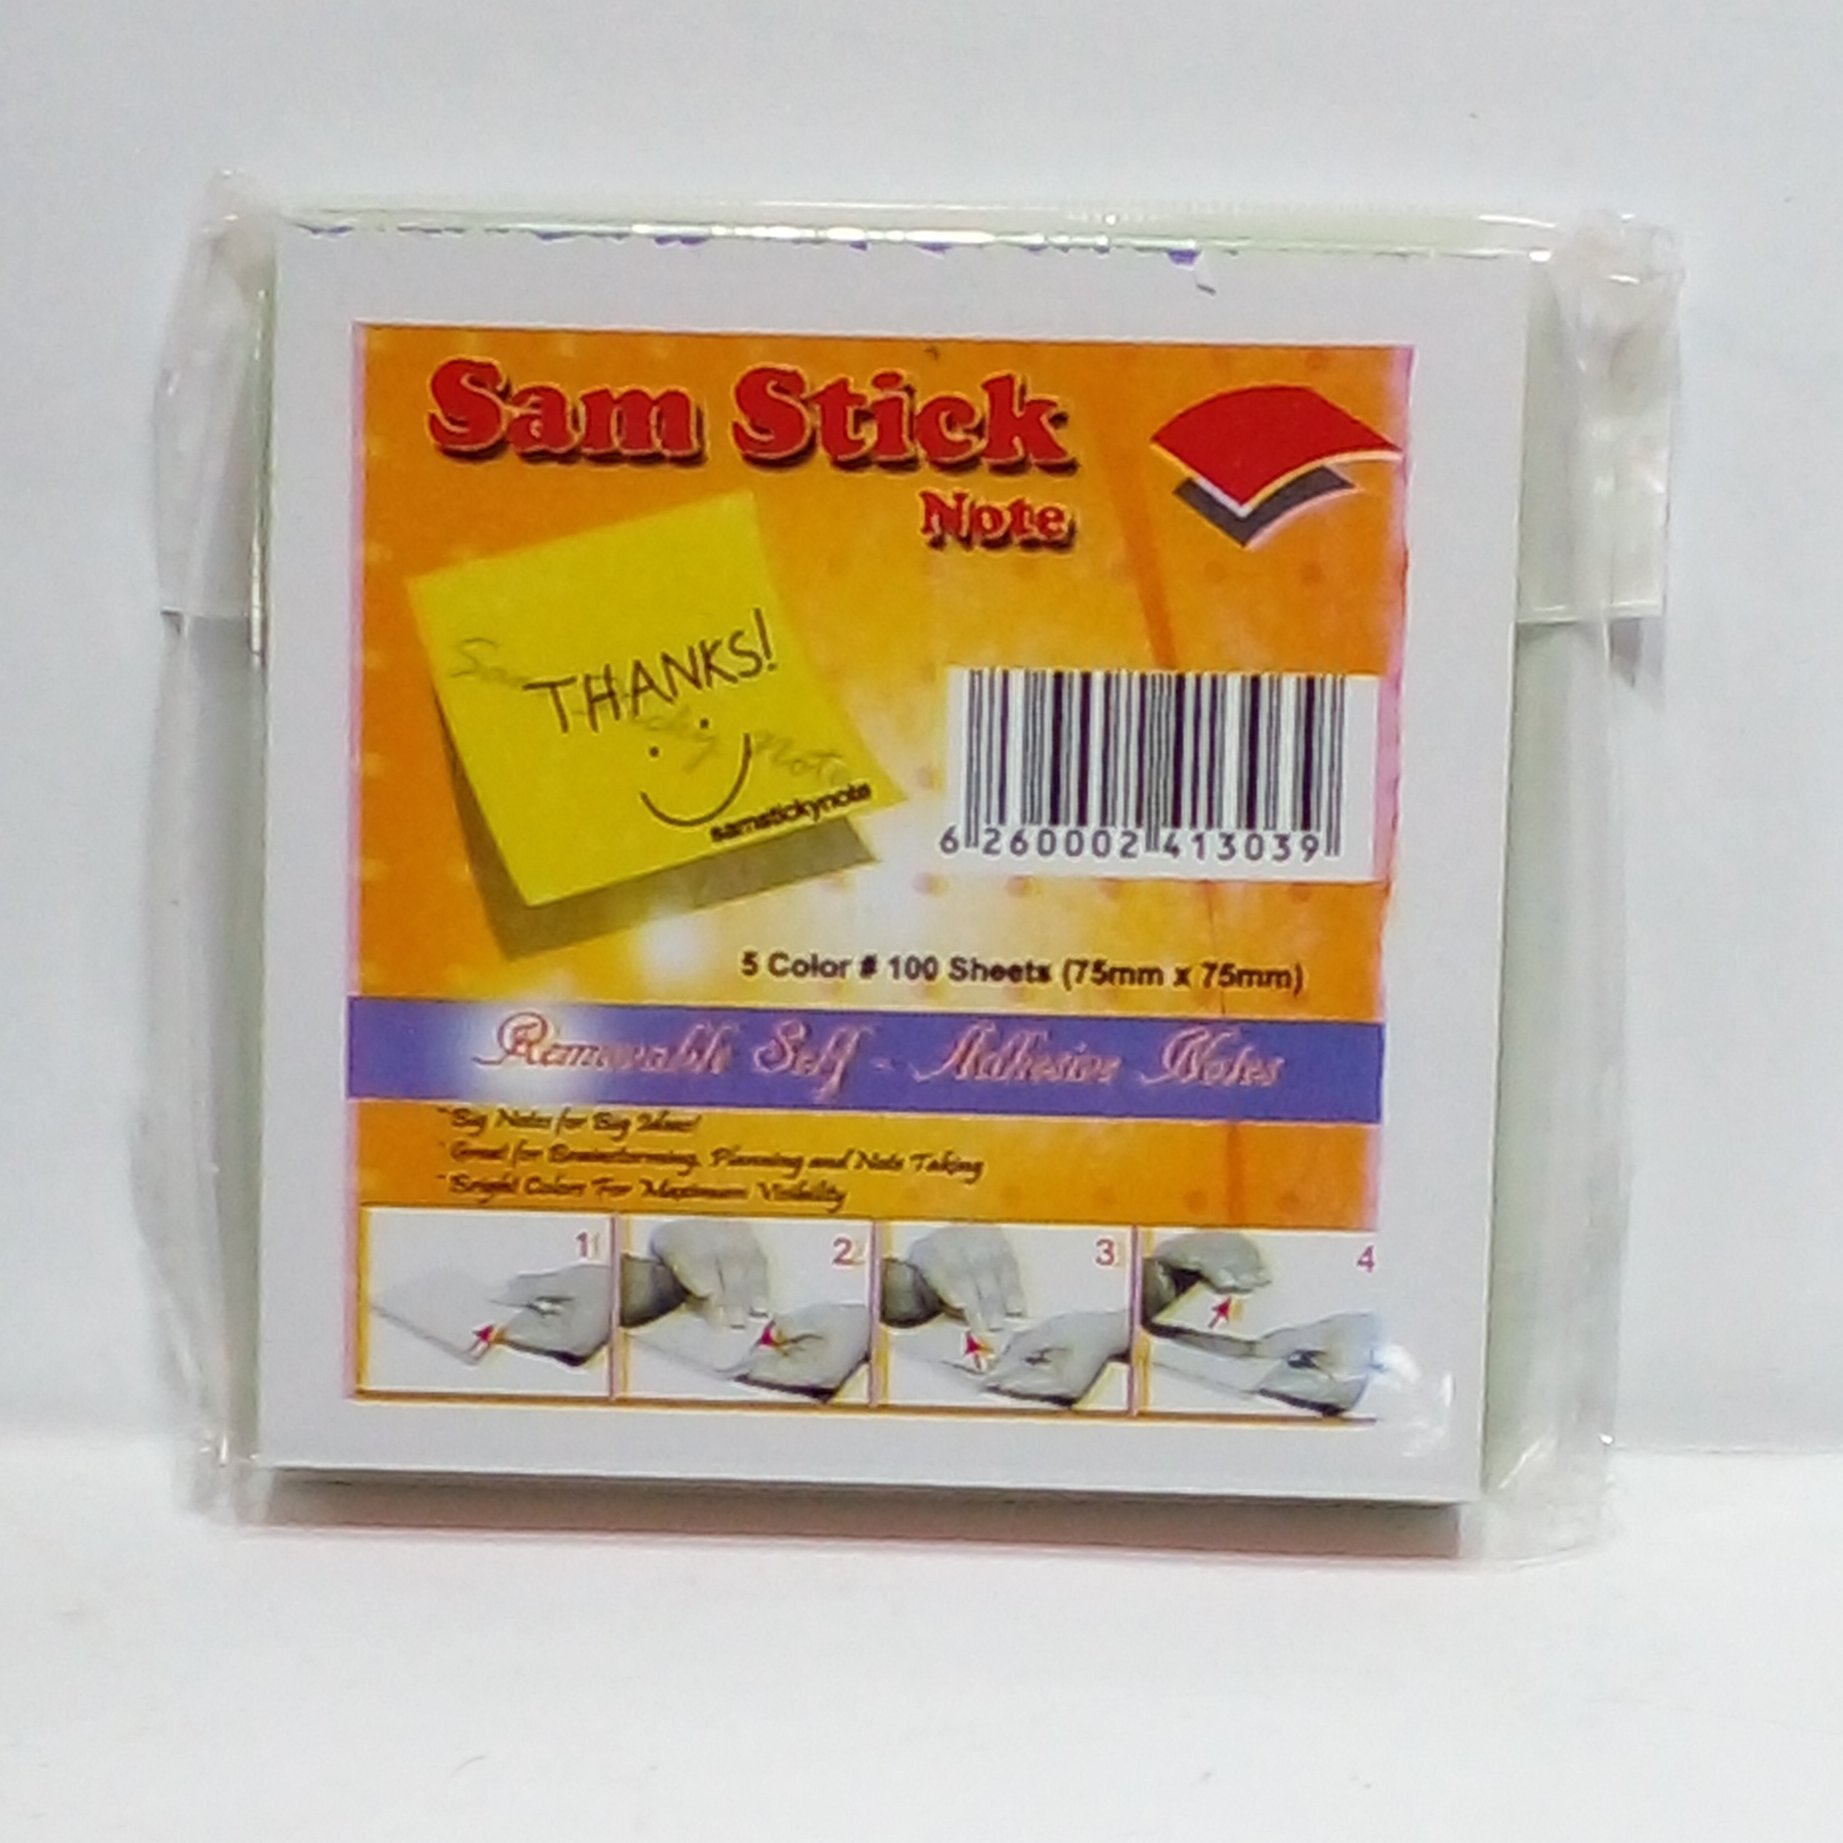 Sam Stick
Note
Sam
THANKS!
Note
samstickynote
6 260002 413039
5 Color # 100 Sheets (75mm x 75mm)
Removable Self - Adhesive Notes
* Big Notes for Big Ideas!
* Great for Brainstorming, Planning and Note Taking
* Bright Colors For Maximum Visibility
1 2 3 4